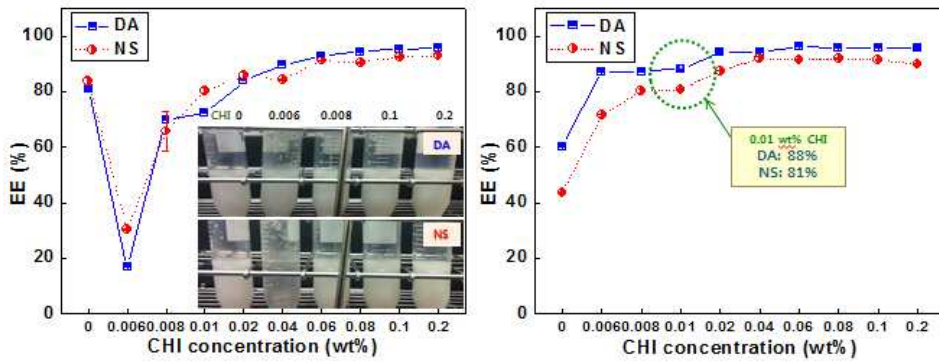 DA
NS
EE (%)
100
80
60
40
20
0
CHI 0 0.006 0.008 0.1 0.2
DA
NS
0 0.006 0.008 0.01 0.02 0.04 0.06 0.08 0.1 0.2
CHI concentration (wt%)
DA
NS
EE (%)
100
80
60
40
20
0
0.01 wt% CHI
DA: 88%
NS: 81%
0 0.006 0.008 0.01 0.02 0.04 0.06 0.08 0.1 0.2
CHI concentration (wt%)